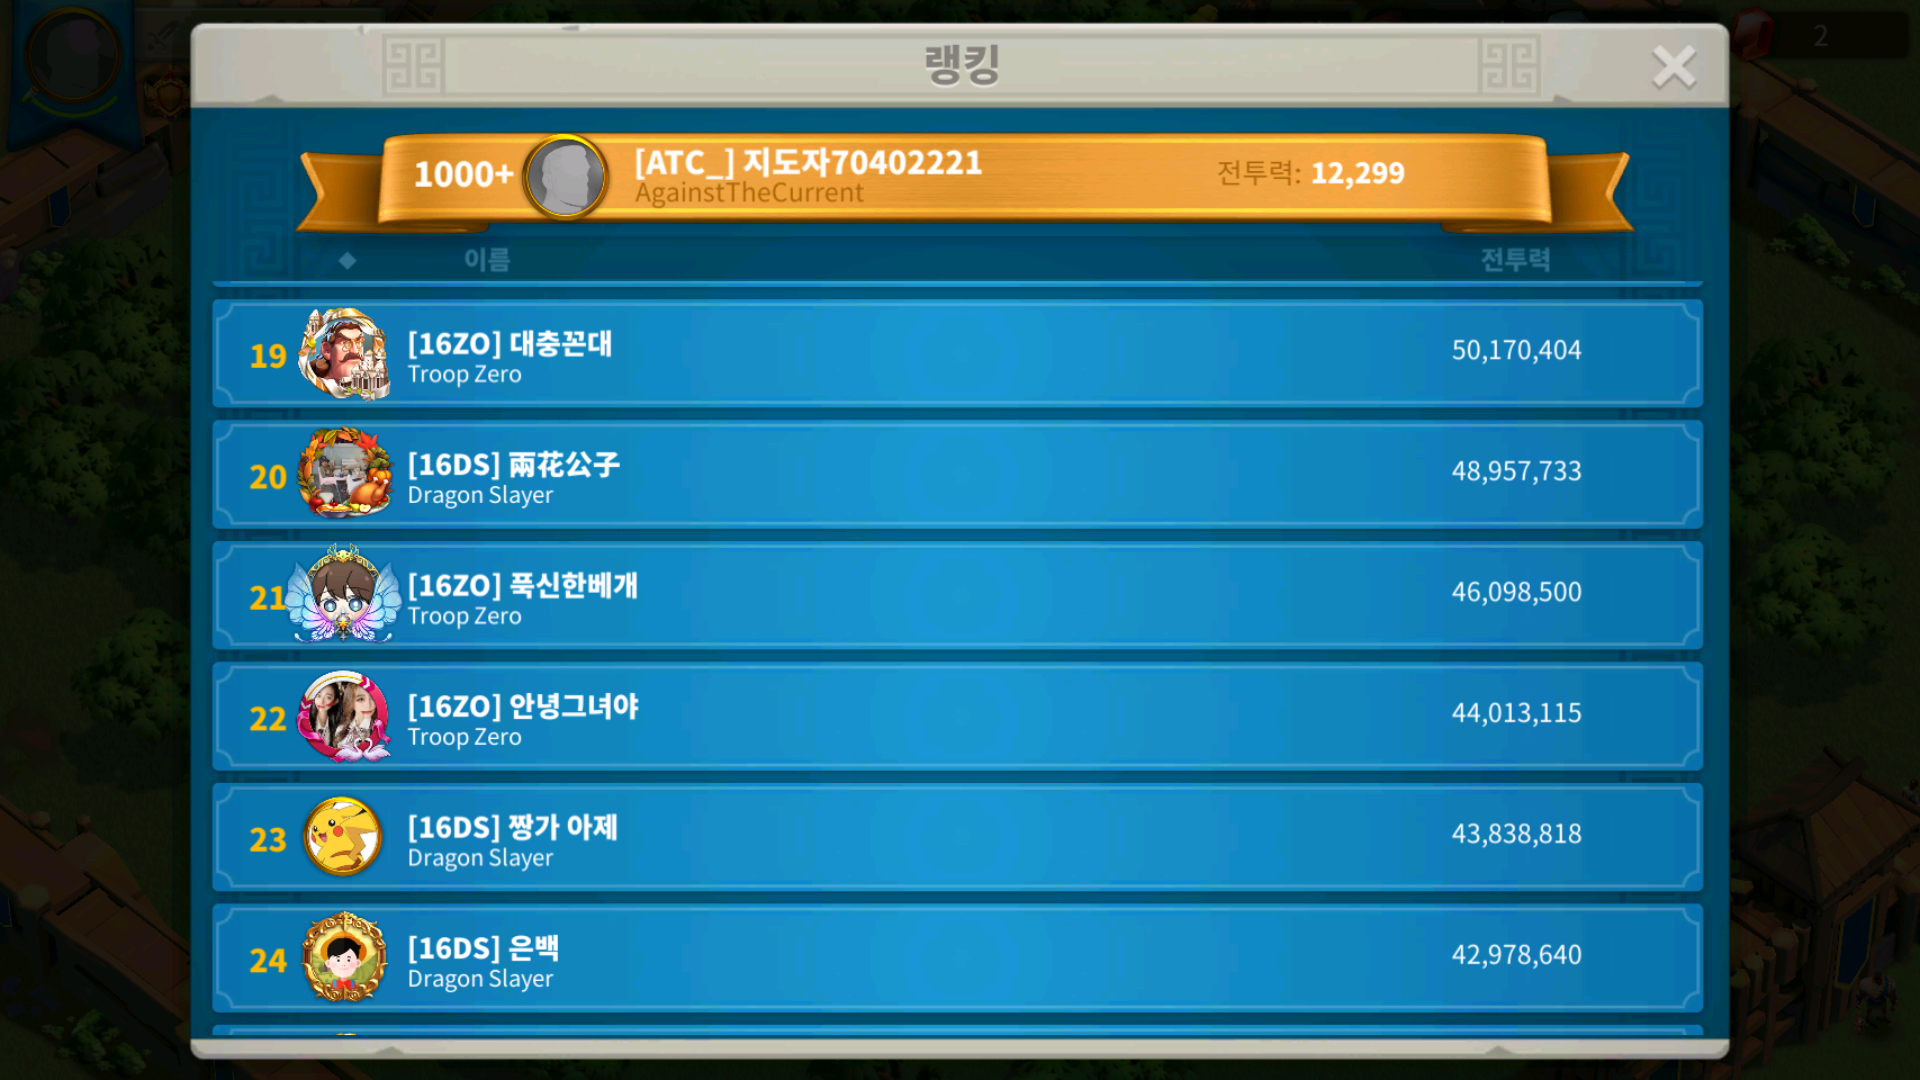 랭킹
2
1000+
[ATC_] 지도자70402221
AgainstTheCurrent
전투력: 12,299
이름
전투력
19
[16ZO] 대충꼰대
Troop Zero
50,170,404
20
[16DS] 兩花公子
Dragon Slayer
48,957,733
21
[16ZO] 푹신한베개
Troop Zero
46,098,500
22
[16ZO] 안녕그녀야
Troop Zero
44,013,115
23
[16DS] 짱가 아제
Dragon Slayer
43,838,818
24
[16DS] 은백
Dragon Slayer
42,978,640